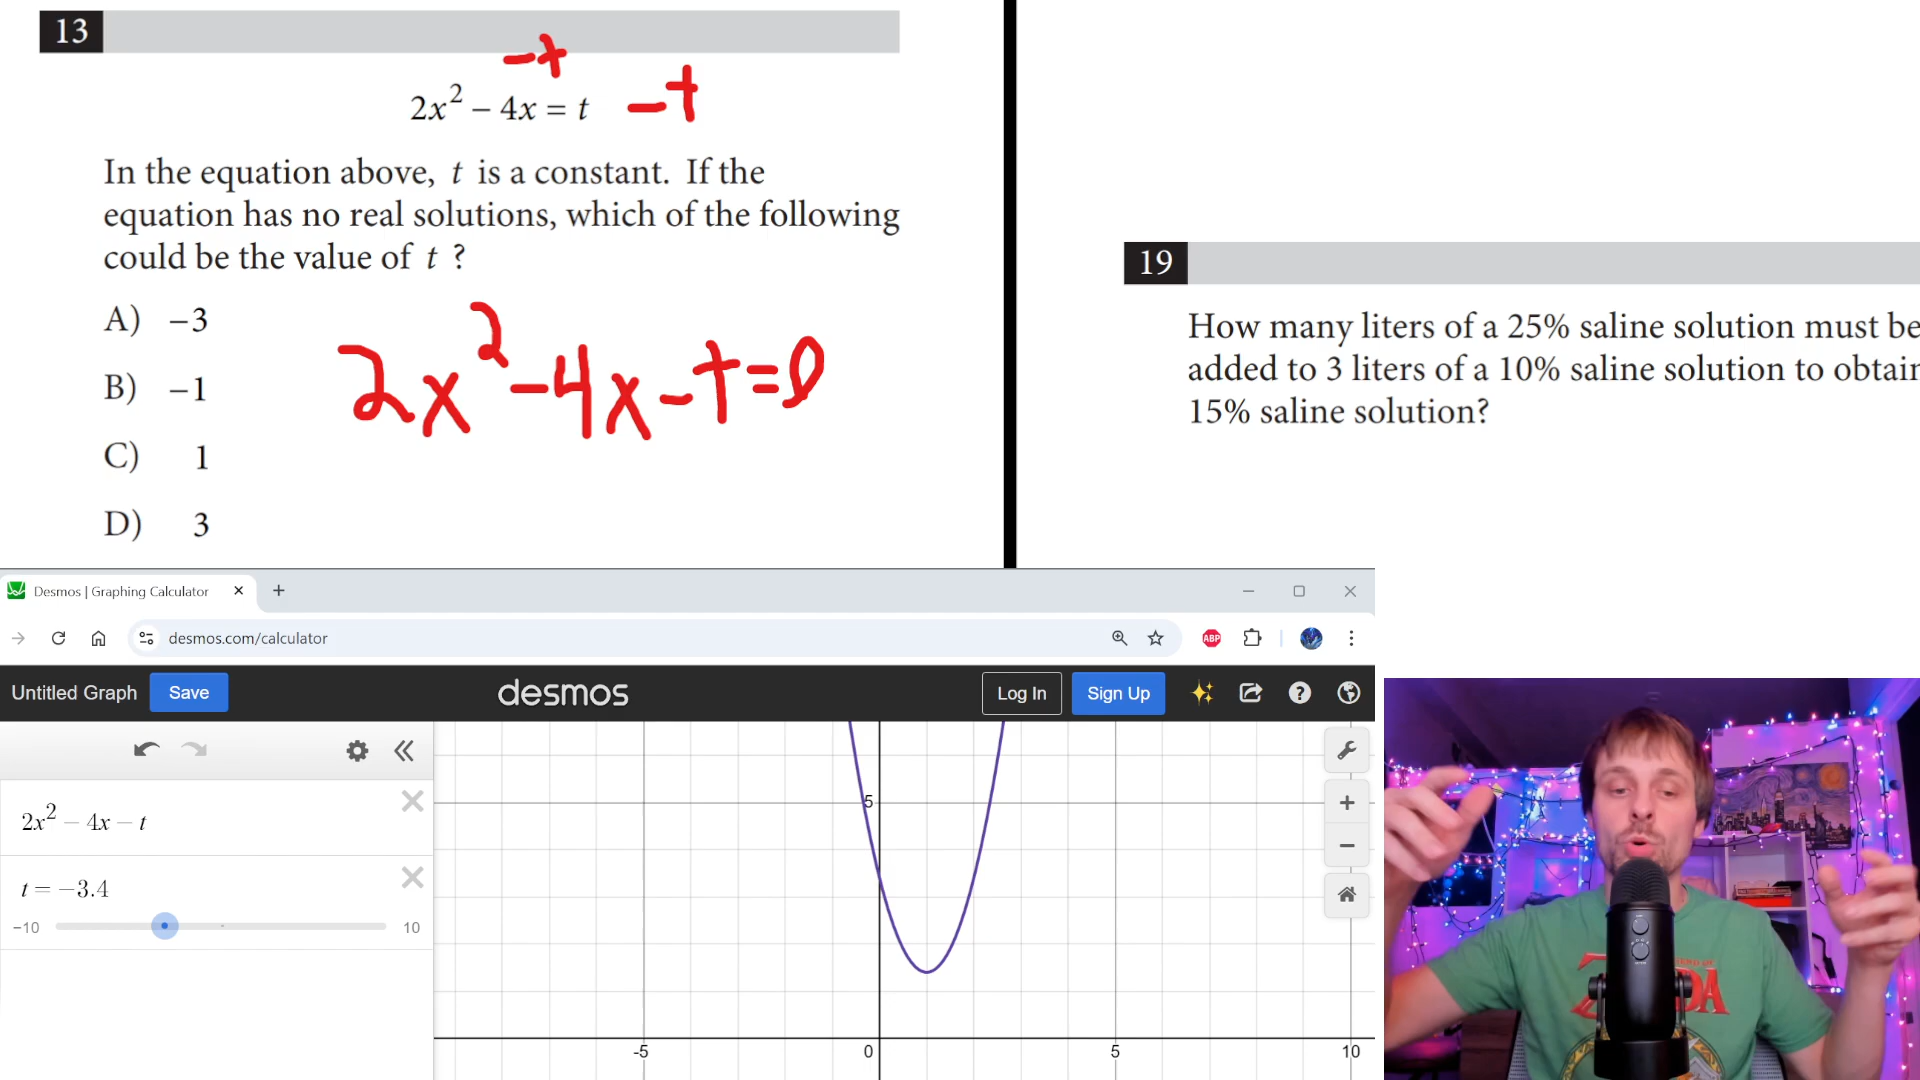 13
−t
2x² − 4x = t −t
In the equation above, t is a constant. If the
equation has no real solutions, which of the following
could be the value of t ?
A) −3
B) −1
C) 1
D) 3
2x²−4x−t=0
19
How many liters of a 25% saline solution must be
added to 3 liters of a 10% saline solution to obtain
15% saline solution?
Desmos | Graphing Calculator
desmos.com/calculator
ABP
Untitled Graph
Save
desmos
Log In
Sign Up
2x² − 4x − t
t = −3.4
−10
10
5
-5
0
5
10
ZELDA